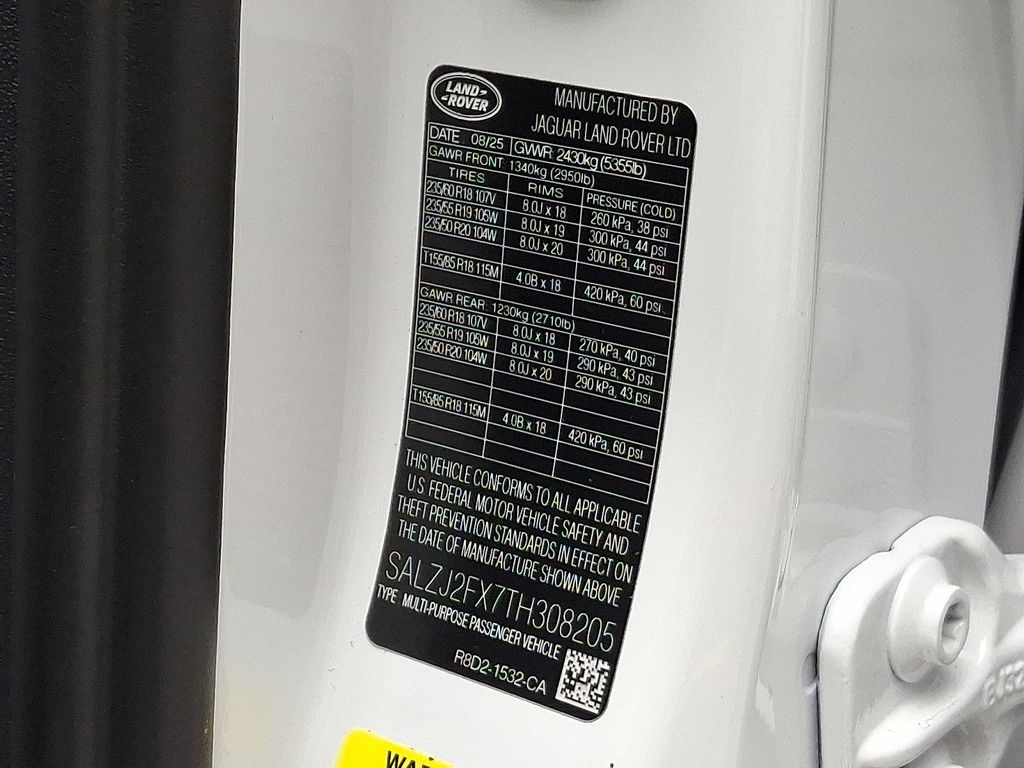 LAND ROVER
MANUFACTURED BY
JAGUAR LAND ROVER LTD
DATE 08/25 GVWR 2430kg (5355lb)
GAWR FRONT 1340kg (2950lb)
TIRES RIMS PRESSURE (COLD)
235/60 R18 107V 8.0J x 18 260 kPa, 38 psi
235/55 R19 105W 8.0J x 19 300 kPa, 44 psi
235/50 R20 104W 8.0J x 20 300 kPa, 44 psi
T155/85 R18 115M 4.0B x 18 420 kPa, 60 psi
GAWR REAR 1230kg (2710lb)
235/60 R18 107V 8.0J x 18 270 kPa, 40 psi
235/55 R19 105W 8.0J x 19 290 kPa, 43 psi
235/50 R20 104W 8.0J x 20 290 kPa, 43 psi
T155/85 R18 115M 4.0B x 18 420 kPa, 60 psi
THIS VEHICLE CONFORMS TO ALL APPLICABLE
U.S. FEDERAL MOTOR VEHICLE SAFETY AND
THEFT PREVENTION STANDARDS IN EFFECT ON
THE DATE OF MANUFACTURE SHOWN ABOVE
SALZJ2FX7TH308205
TYPE MULTI-PURPOSE PASSENGER VEHICLE
R8D2-1532-CA